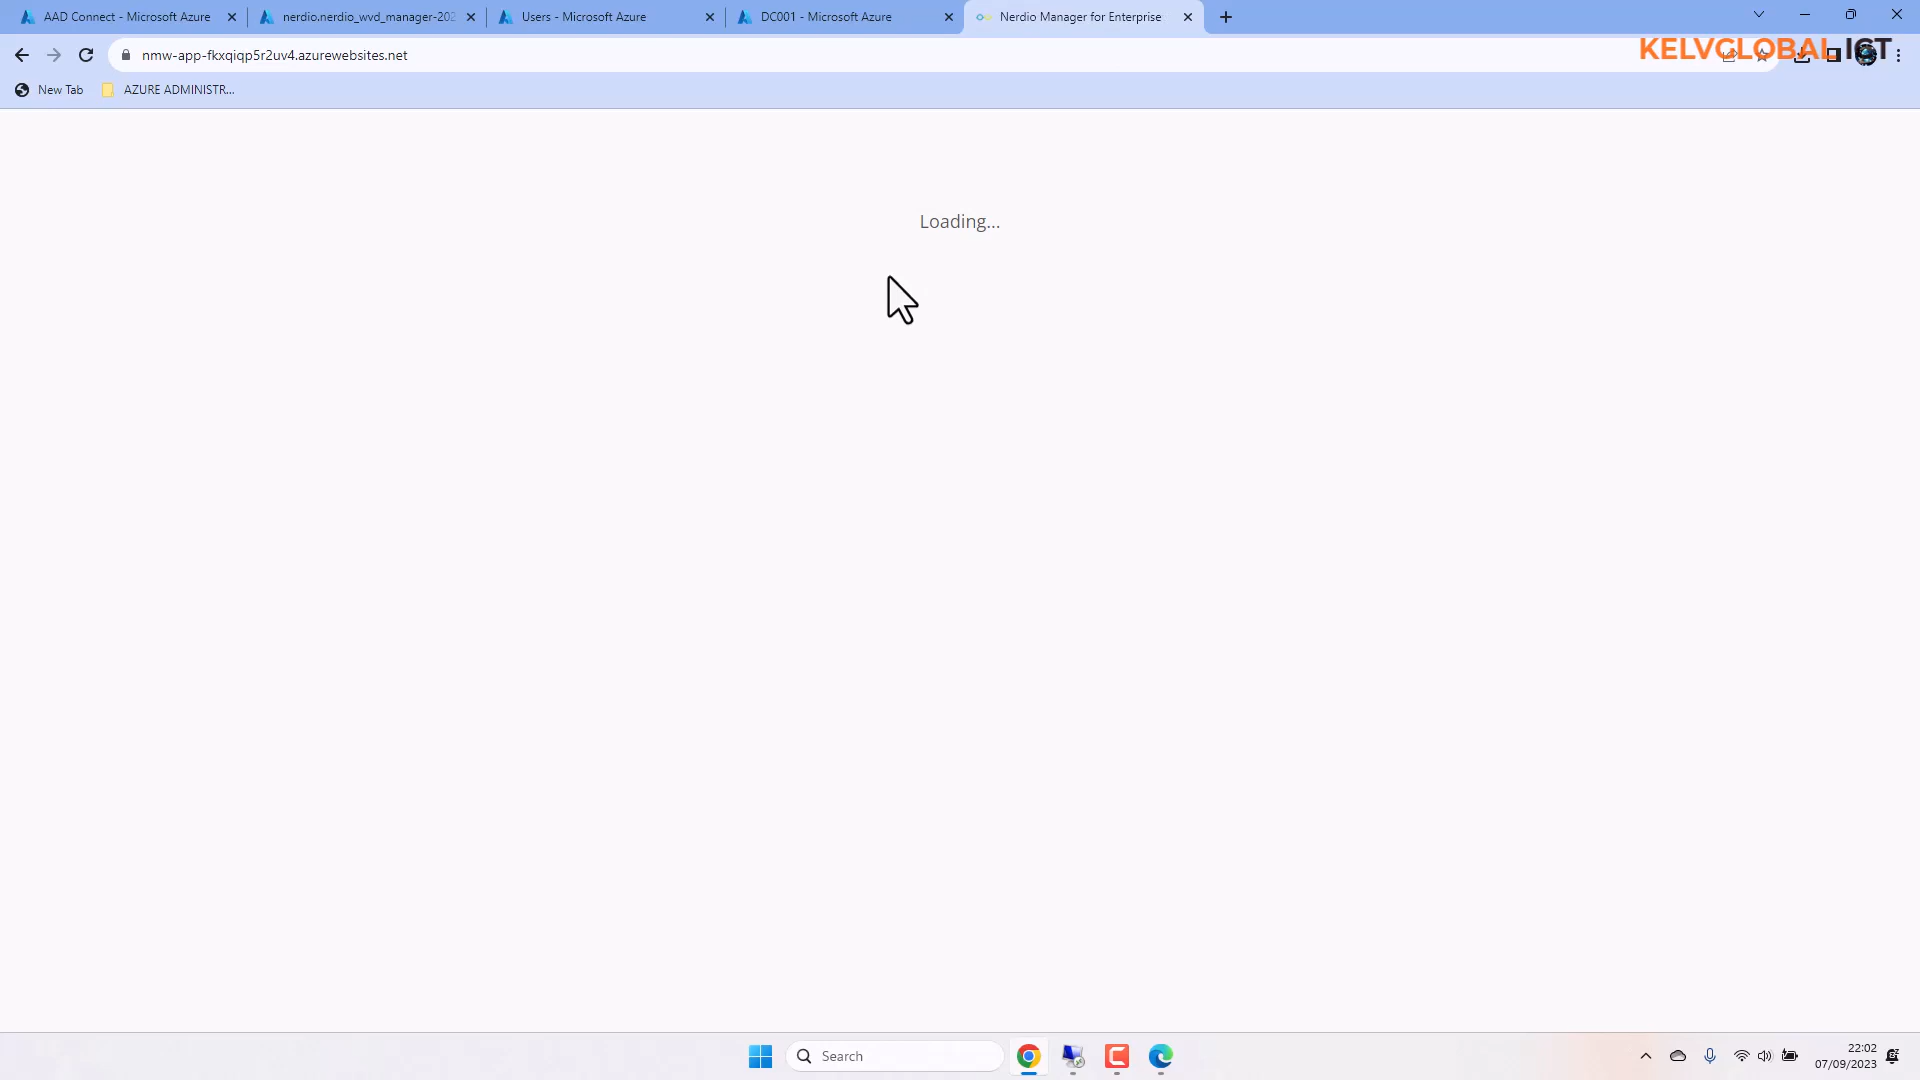 AAD Connect - Microsoft Azure
nerdio.nerdio_wvd_manager-202
Users - Microsoft Azure
DC001 - Microsoft Azure
Nerdio Manager for Enterprise
nmw-app-fkxqiqp5r2uv4.azurewebsites.net
KELVGLOBAL ICT
New Tab
AZURE ADMINISTR...
Loading...
Search
22:02
07/09/2023